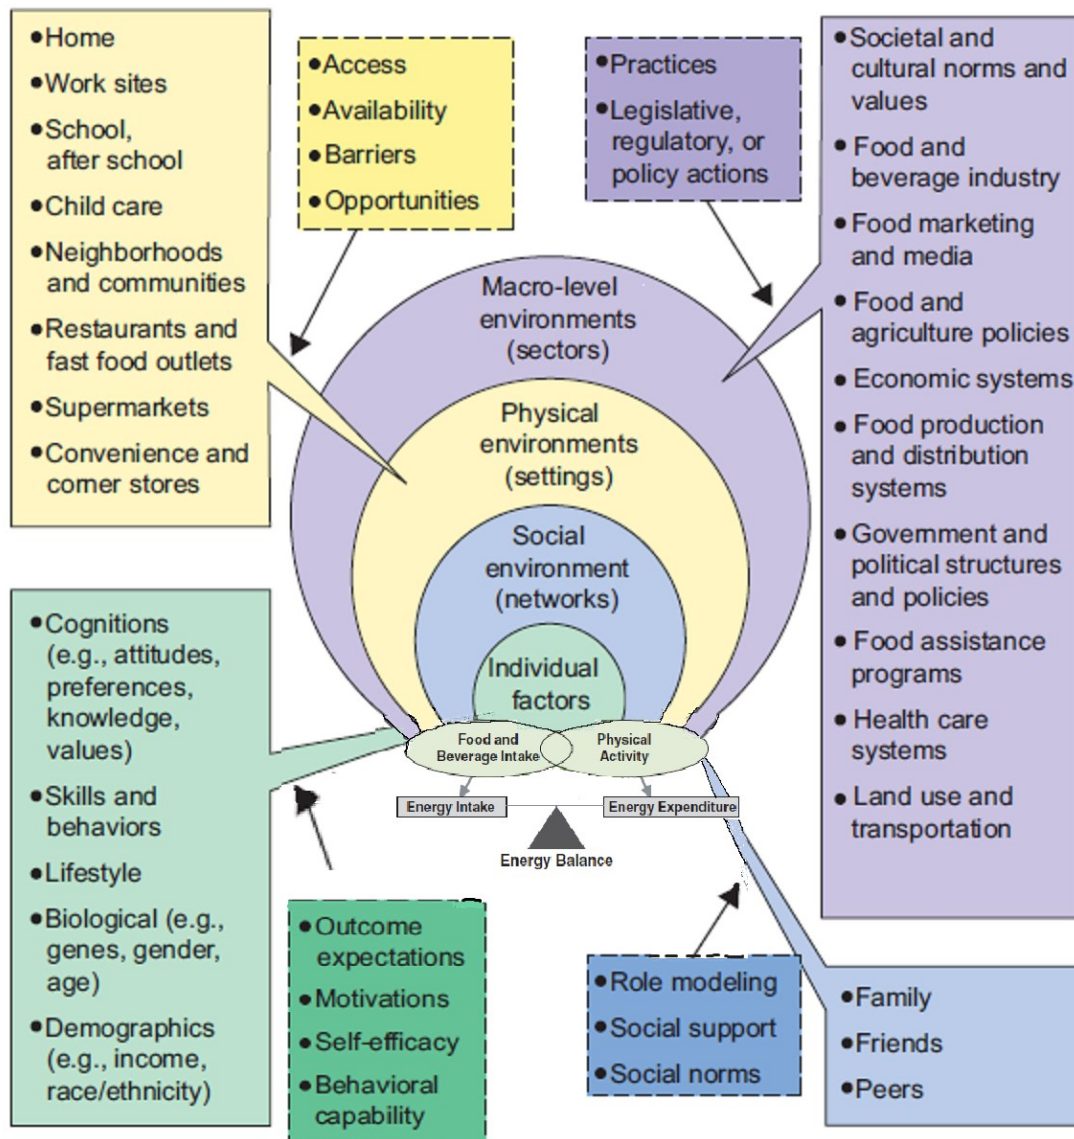 ● Home
● Work sites
● School,
after school
● Child care
● Neighborhoods
and communities
● Restaurants and
fast food outlets
● Supermarkets
● Convenience and
corner stores
● Access
● Availability
● Barriers
● Opportunities
● Practices
● Legislative,
regulatory, or
policy actions
● Societal and
cultural norms and
values
● Food and
beverage industry
● Food marketing
and media
● Food and
agriculture policies
● Economic systems
● Food production
and distribution
systems
● Government and
political structures
and policies
● Food assistance
programs
● Health care
systems
● Land use and
transportation
Macro-level
environments
(sectors)
Physical
environments
(settings)
Social
environment
(networks)
Individual
factors
Food and
Beverage Intake
Physical
Activity
Energy Intake
Energy Expenditure
Energy Balance
● Cognitions
(e.g., attitudes,
preferences,
knowledge,
values)
● Skills and
behaviors
● Lifestyle
● Biological (e.g.,
genes, gender,
age)
● Demographics
(e.g., income,
race/ethnicity)
● Outcome
expectations
● Motivations
● Self-efficacy
● Behavioral
capability
● Role modeling
● Social support
● Social norms
● Family
● Friends
● Peers